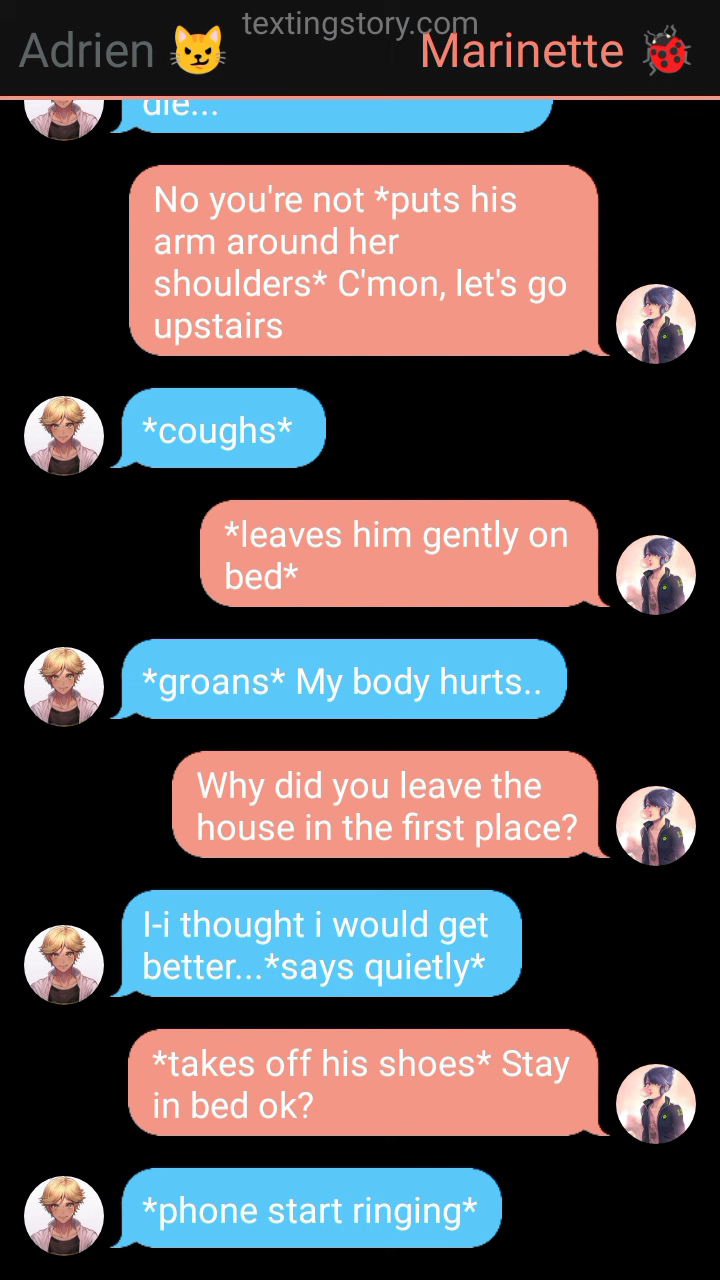 textingstory.com
Adrien 😼 Marinette 🐞
die...
No you're not *puts his
arm around her
shoulders* C'mon, let's go
upstairs
*coughs*
*leaves him gently on
bed*
*groans* My body hurts..
Why did you leave the
house in the first place?
I-i thought i would get
better...*says quietly*
*takes off his shoes* Stay
in bed ok?
*phone start ringing*